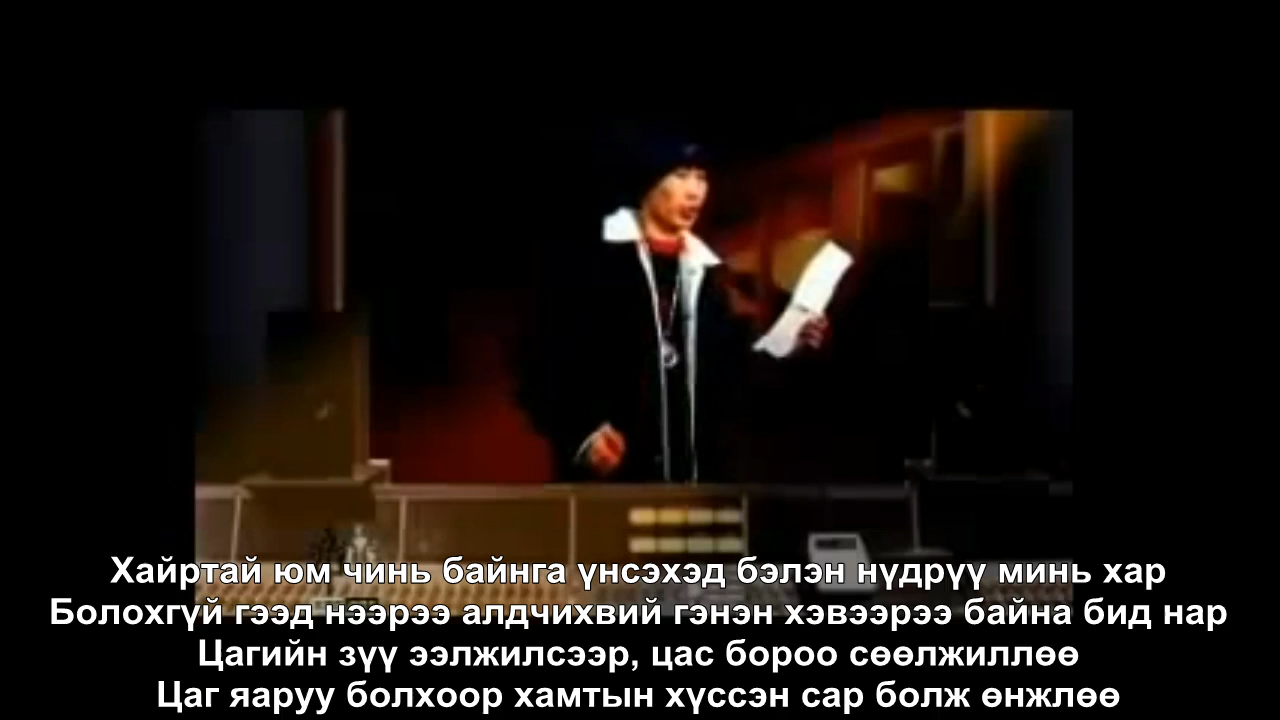 Хайртай юм чинь байнга үнсэхэд бэлэн нүдрүү минь хар
Болохгүй гээд нээрээ алдчихвий гэнэн хэвээрээ байна бид нар
Цагийн зүү ээлжилсээр, цас бороо сөөлжиллөө
Цаг яаруу болхоор хамтын хүссэн сар болж өнжлөө